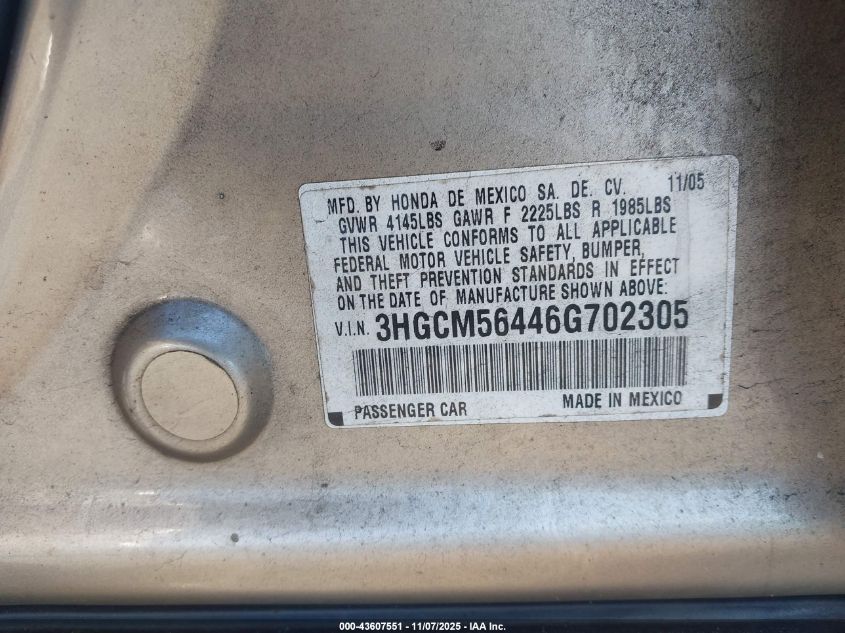 MFD. BY HONDA DE MEXICO SA. DE. CV. 11/05
GVWR 4145LBS GAWR F 2225LBS R 1985LBS
THIS VEHICLE CONFORMS TO ALL APPLICABLE
FEDERAL MOTOR VEHICLE SAFETY, BUMPER,
AND THEFT PREVENTION STANDARDS IN EFFECT
ON THE DATE OF MANUFACTURE SHOWN ABOVE:
V.I.N. 3HGCM56446G702305
PASSENGER CAR MADE IN MEXICO
000-43607551 - 11/07/2025 - IAA Inc.